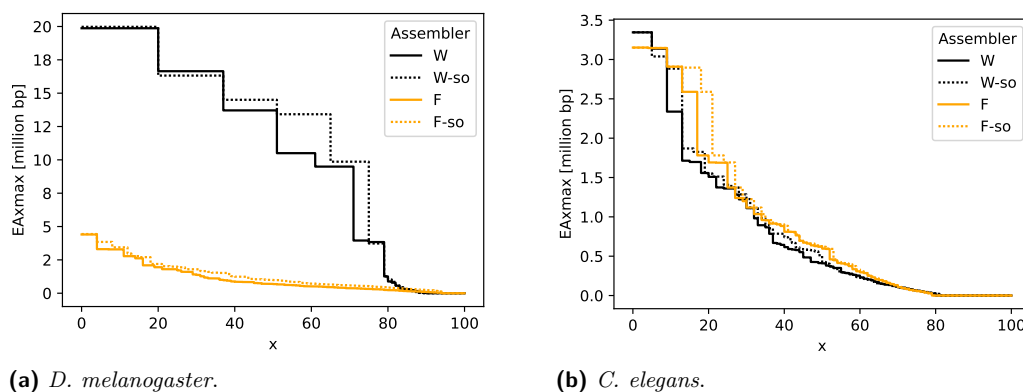 EAxmax [million bp]
20
18
15
12
10
8
5
2
0
0
20
40
60
80
100
x
Assembler
W
W-so
F
F-so
(a) D. melanogaster.
EAxmax [million bp]
3.5
3.0
2.5
2.0
1.5
1.0
0.5
0.0
0
20
40
60
80
100
x
Assembler
W
W-so
F
F-so
(b) C. elegans.